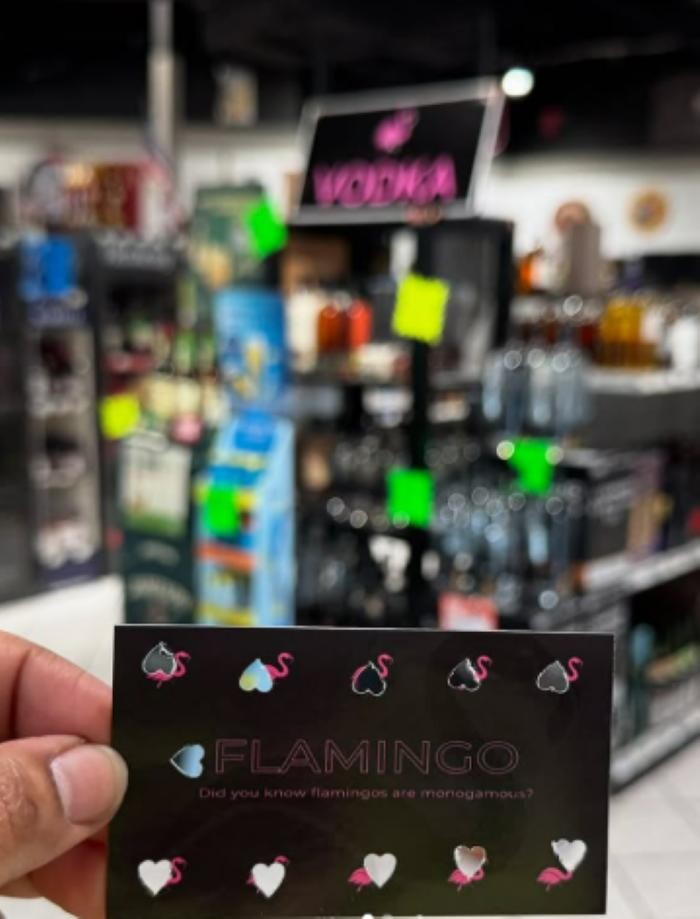 VODKA
FLAMINGO
Did you know flamingos are monogamous?